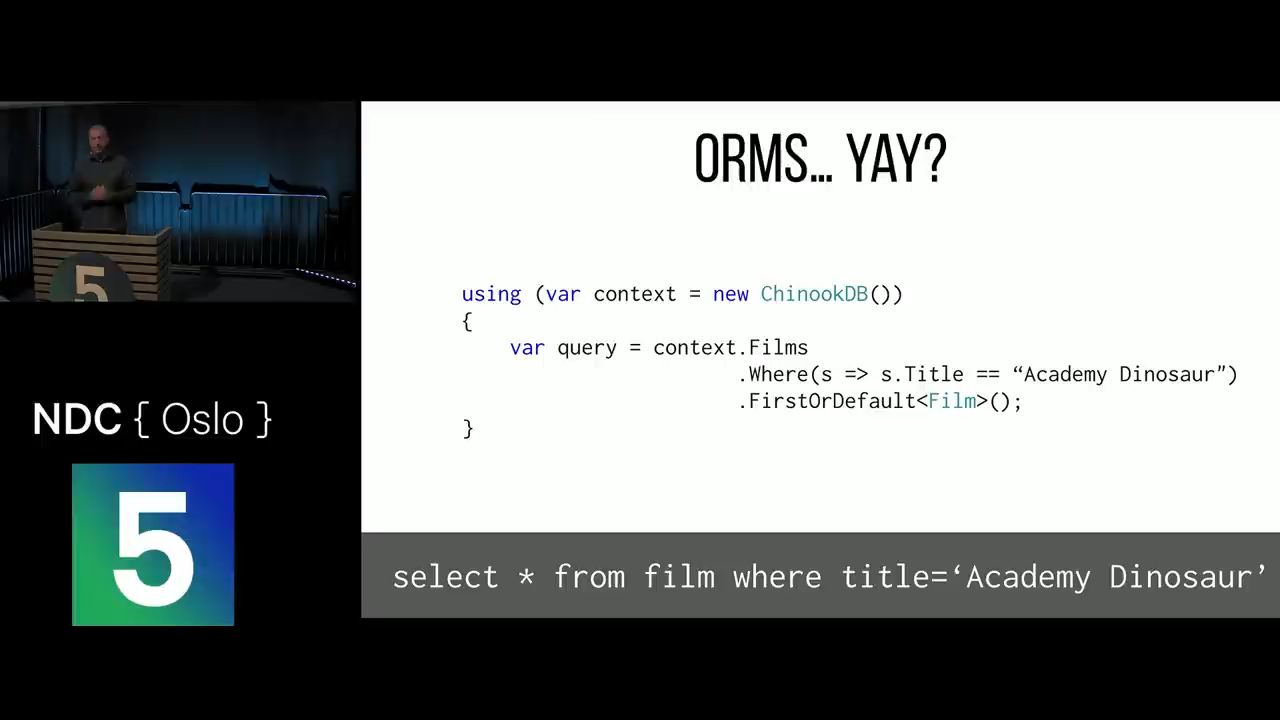 ORMS... YAY?
using (var context = new ChinookDB())
{
var query = context.Films
.Where(s => s.Title == “Academy Dinosaur")
.FirstOrDefault<Film>();
}
select * from film where title=‘Academy Dinosaur’
5
NDC { Oslo }
5